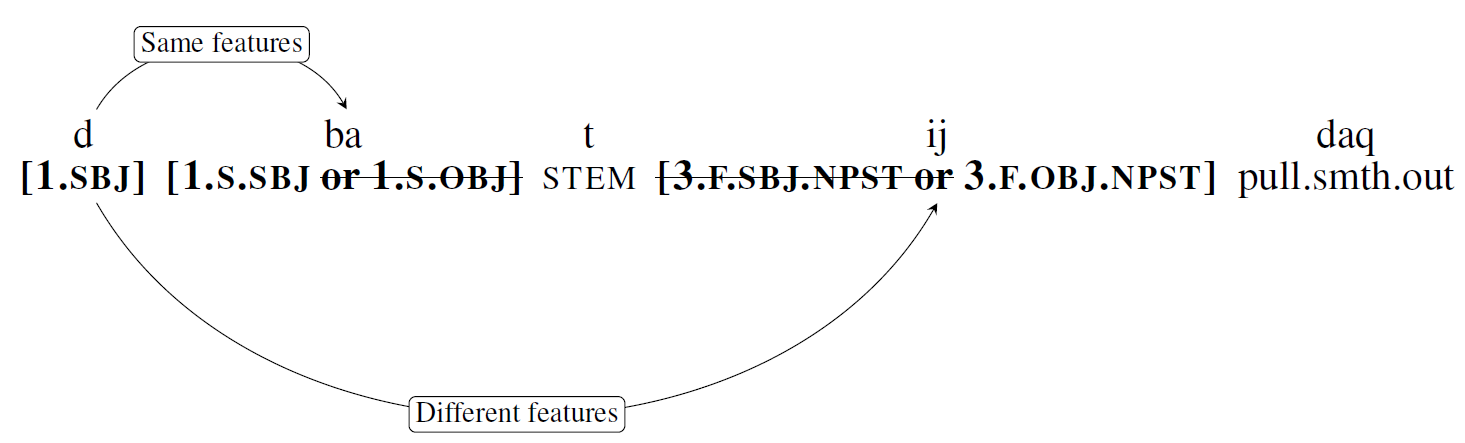 Same features
d ba t ij daq
[1.SBJ] [1.S.SBJ or 1.S.OBJ] STEM [3.F.SBJ.NPST or 3.F.OBJ.NPST] pull.smth.out
Different features